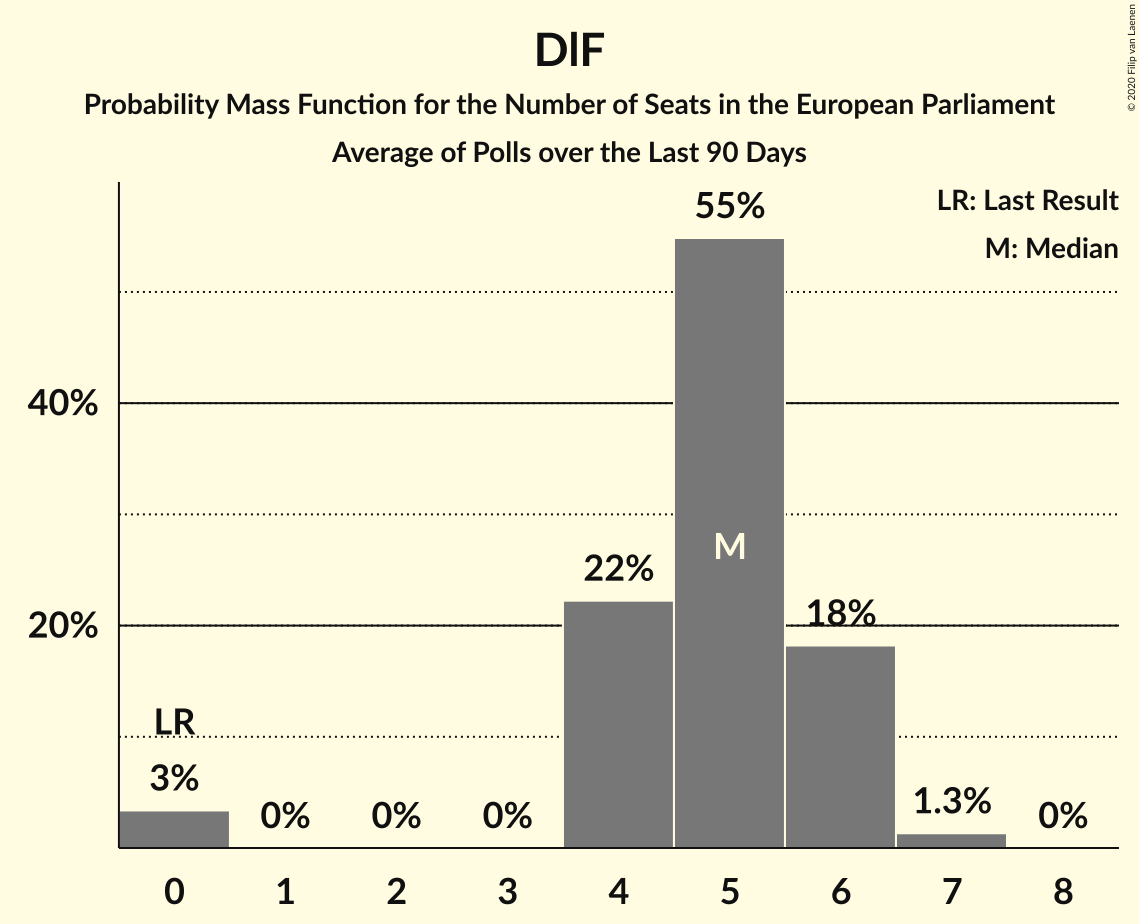 DIF
Probability Mass Function for the Number of Seats in the European Parliament
Average of Polls over the Last 90 Days
© 2020 Filip van Laenen
LR: Last Result
M: Median
55%
40%
M
22%
20%
18%
LR
3%
0%
0%
0%
1.3%
0%
0 1 2 3 4 5 6 7 8